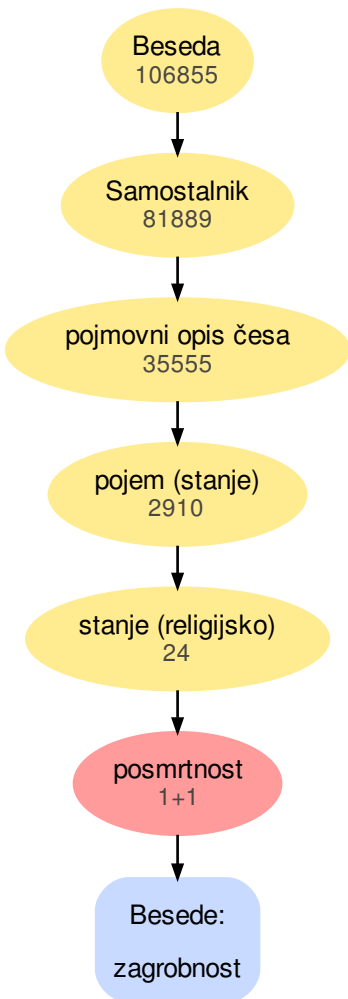 Beseda
106855
Samostalnik
81889
pojmovni opis česa
35555
pojem (stanje)
2910
stanje (religijsko)
24
posmrtnost
1+1
Besede:
zagrobnost